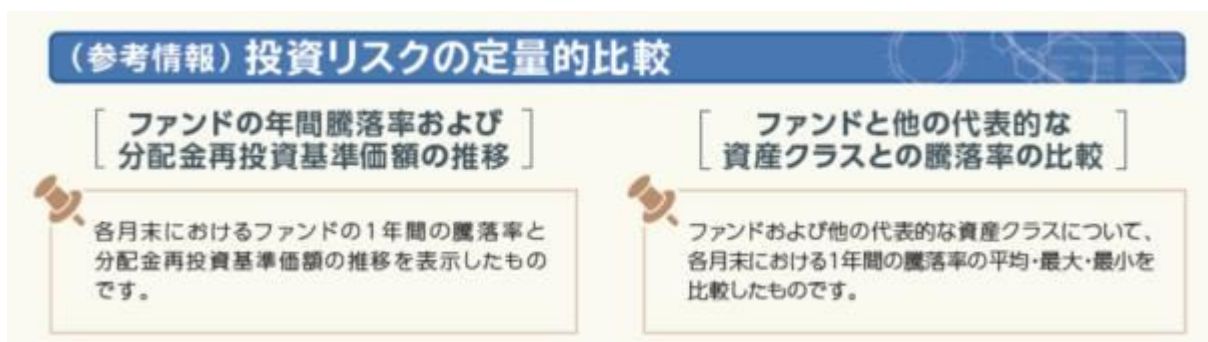 (参考情報)投資リスクの定量的比較
ファンドの年間騰落率および
分配金再投資基準価額の推移
各月末におけるファンドの1年間の騰落率と
分配金再投資基準価額の推移を表示したもの
です。
ファンドと他の代表的な
資産クラスとの騰落率の比較
ファンドおよび他の代表的な資産クラスについて、
各月末における1年間の騰落率の平均・最大・最小を
比較したものです。